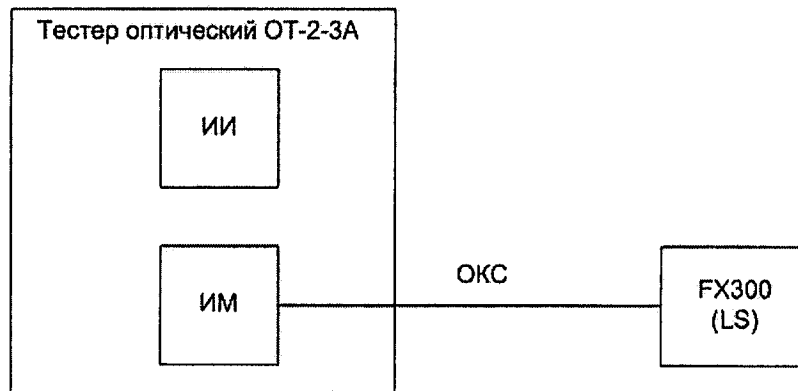 Тестер оптический ОТ-2-3А
ИИ
ИМ
ОКС
FX300
(LS)